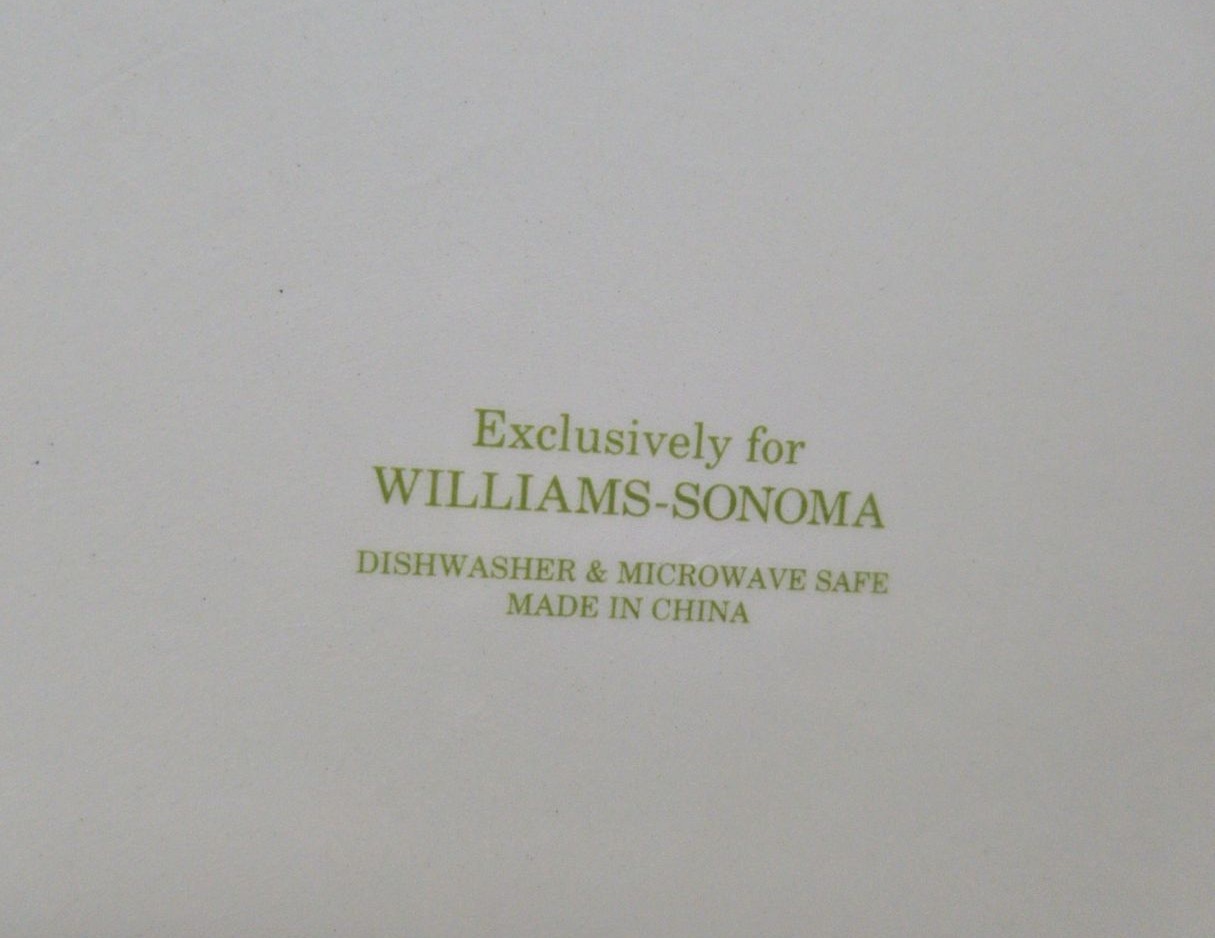 Exclusively for
WILLIAMS-SONOMA
DISHWASHER & MICROWAVE SAFE
MADE IN CHINA